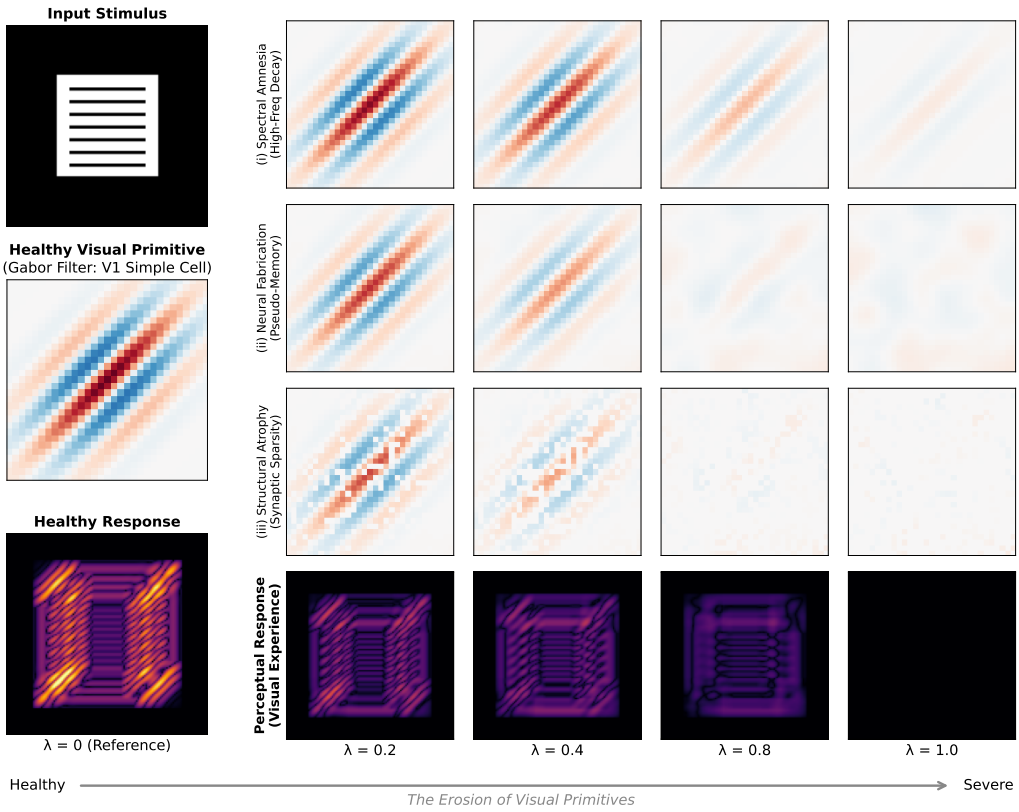 Input Stimulus
Healthy Visual Primitive
(Gabor Filter: V1 Simple Cell)
Healthy Response
λ = 0 (Reference)
(i) Spectral Amnesia
(High-Freq Decay)
(ii) Neural Fabrication
(Pseudo-Memory)
(iii) Structural Atrophy
(Synaptic Sparsity)
Perceptual Response
(Visual Experience)
λ = 0.2
λ = 0.4
λ = 0.8
λ = 1.0
Healthy
Severe
The Erosion of Visual Primitives